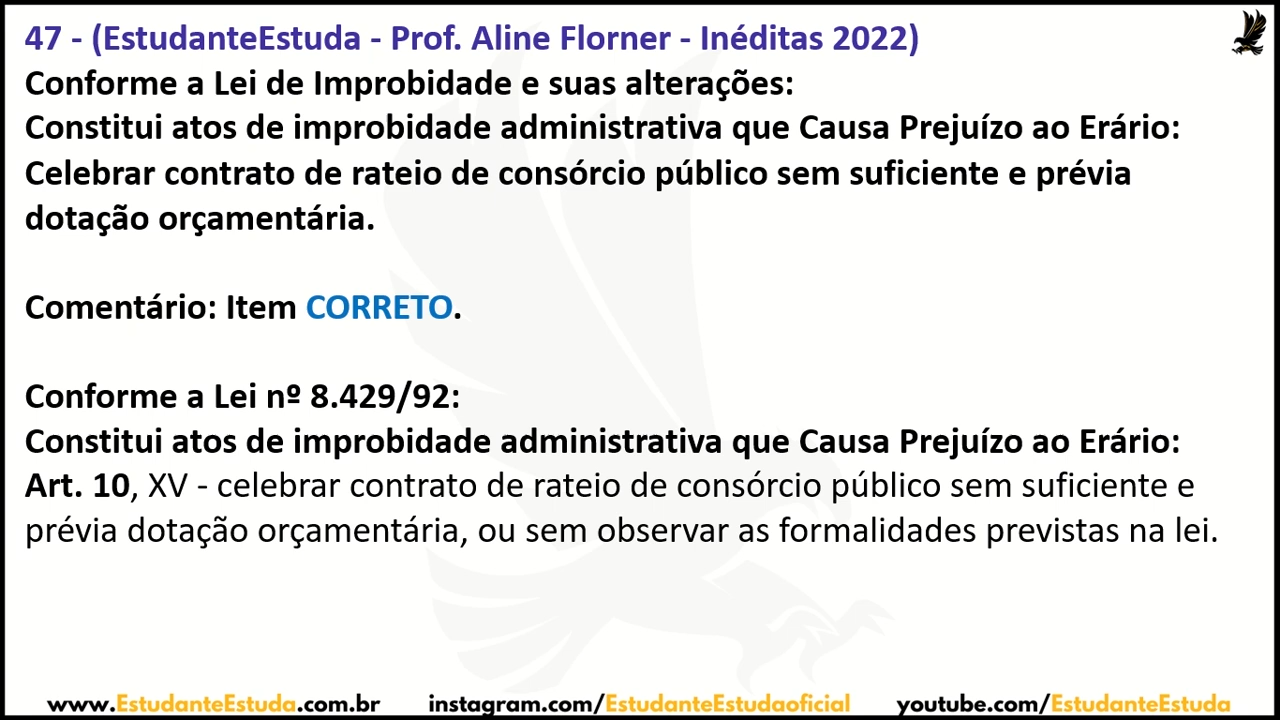 47 - (EstudanteEstuda - Prof. Aline Florner - Inéditas 2022)
Conforme a Lei de Improbidade e suas alterações:
Constitui atos de improbidade administrativa que Causa Prejuízo ao Erário:
Celebrar contrato de rateio de consórcio público sem suficiente e prévia
dotação orçamentária.
Comentário: Item CORRETO.
Conforme a Lei nº 8.429/92:
Constitui atos de improbidade administrativa que Causa Prejuízo ao Erário:
Art. 10, XV - celebrar contrato de rateio de consórcio público sem suficiente e
prévia dotação orçamentária, ou sem observar as formalidades previstas na lei.
www.EstudanteEstuda.com.br instagram.com/EstudanteEstudaoficial youtube.com/EstudanteEstuda